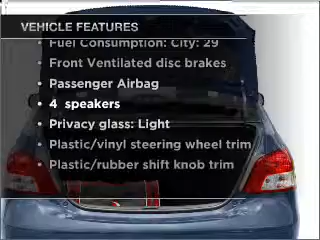 VEHICLE FEATURES
• Fuel Consumption: City: 29
• Front Ventilated disc brakes
• Passenger Airbag
• 4 speakers
• Privacy glass: Light
• Plastic/vinyl steering wheel trim
• Plastic/rubber shift knob trim